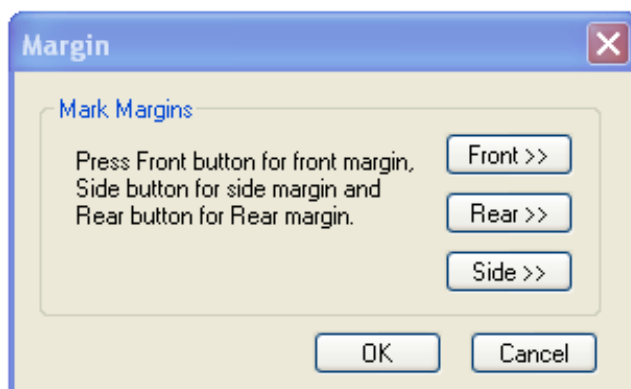 Margin
Mark Margins
Press Front button for front margin,
Side button for side margin and
Rear button for Rear margin.
Front >>
Rear >>
Side >>
OK
Cancel